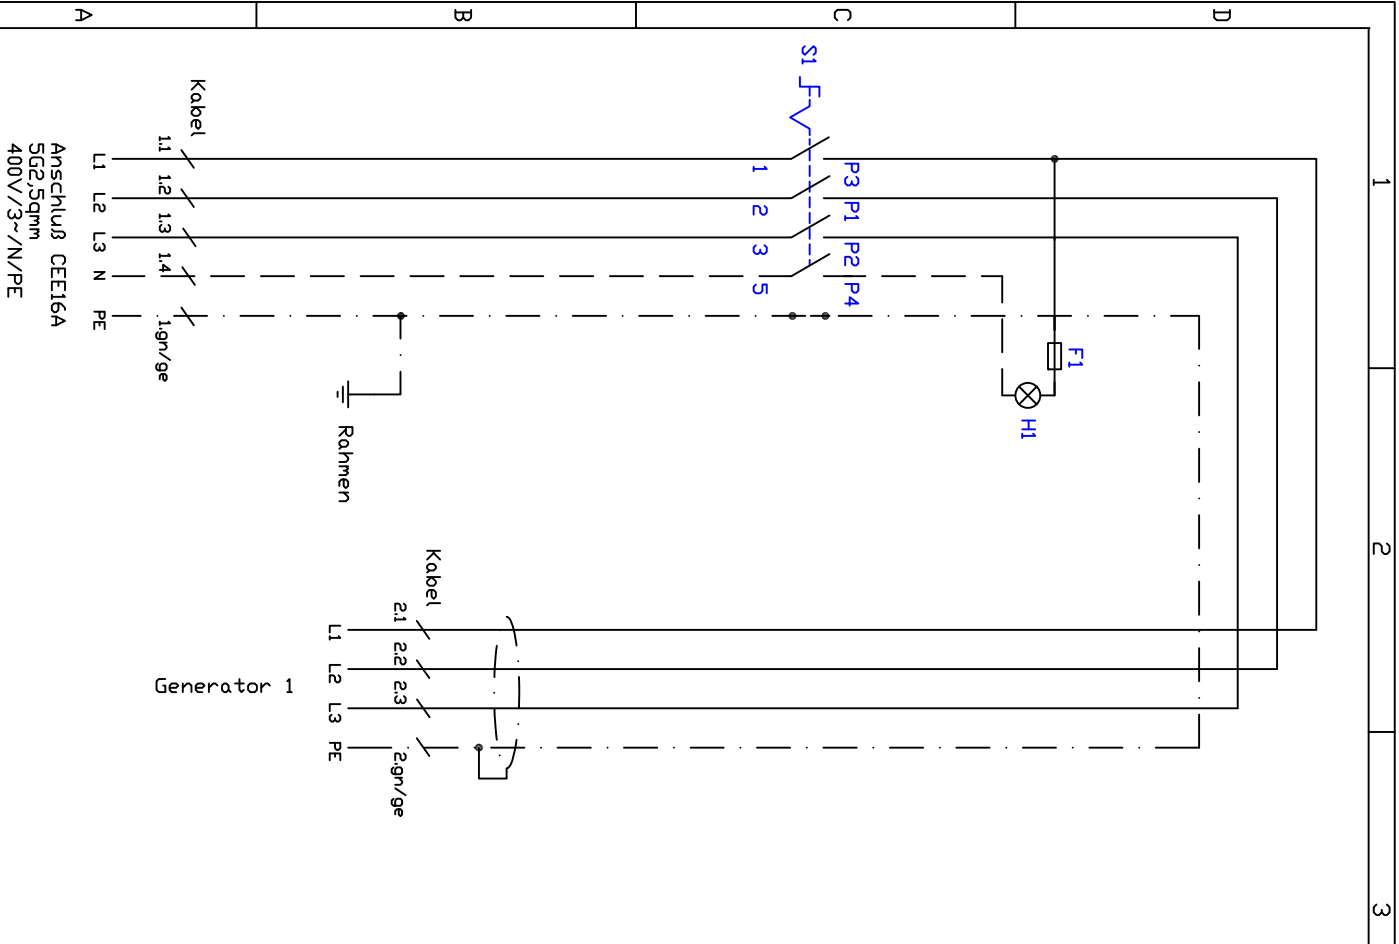 A
B
C
D
1
2
3
S1
Kabel
1.1
1.2
1.3
1.4
1.gn/ge
L1
L2
L3
N
PE
Anschluß CEE16A
5G2,5qmm
400V/3~/N/PE
1
2
3
5
P3
P1
P2
P4
F1
H1
Rahmen
Kabel
2.1
2.2
2.3
2.gn/ge
L1
L2
L3
PE
Generator 1